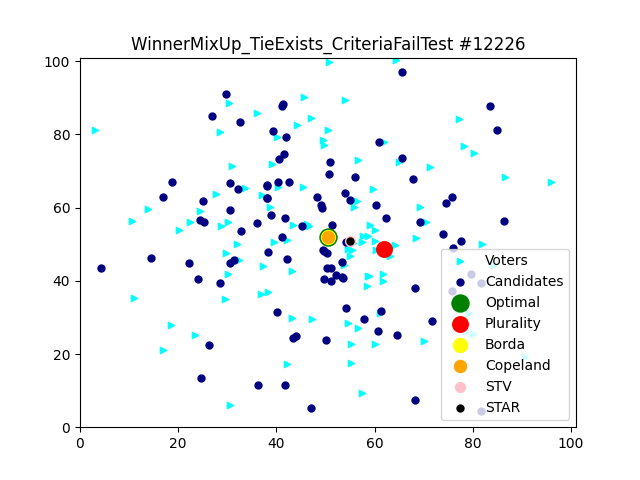 WinnerMixUp_TieExists_CriteriaFailTest #12226
100
80
60
40
20
0
0 20 40 60 80 100
Voters
Candidates
Optimal
Plurality
Borda
Copeland
STV
STAR